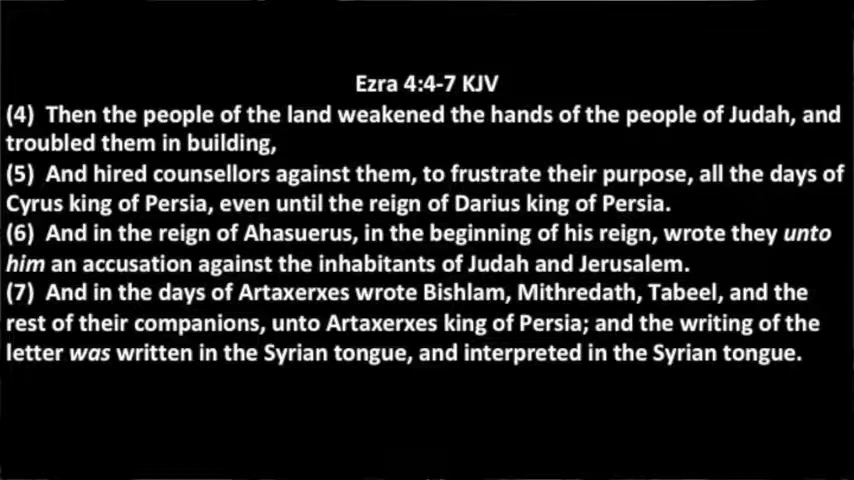 Ezra 4:4-7 KJV
(4) Then the people of the land weakened the hands of the people of Judah, and
troubled them in building,
(5) And hired counsellors against them, to frustrate their purpose, all the days of
Cyrus king of Persia, even until the reign of Darius king of Persia.
(6) And in the reign of Ahasuerus, in the beginning of his reign, wrote they unto
him an accusation against the inhabitants of Judah and Jerusalem.
(7) And in the days of Artaxerxes wrote Bishlam, Mithredath, Tabeel, and the
rest of their companions, unto Artaxerxes king of Persia; and the writing of the
letter was written in the Syrian tongue, and interpreted in the Syrian tongue.